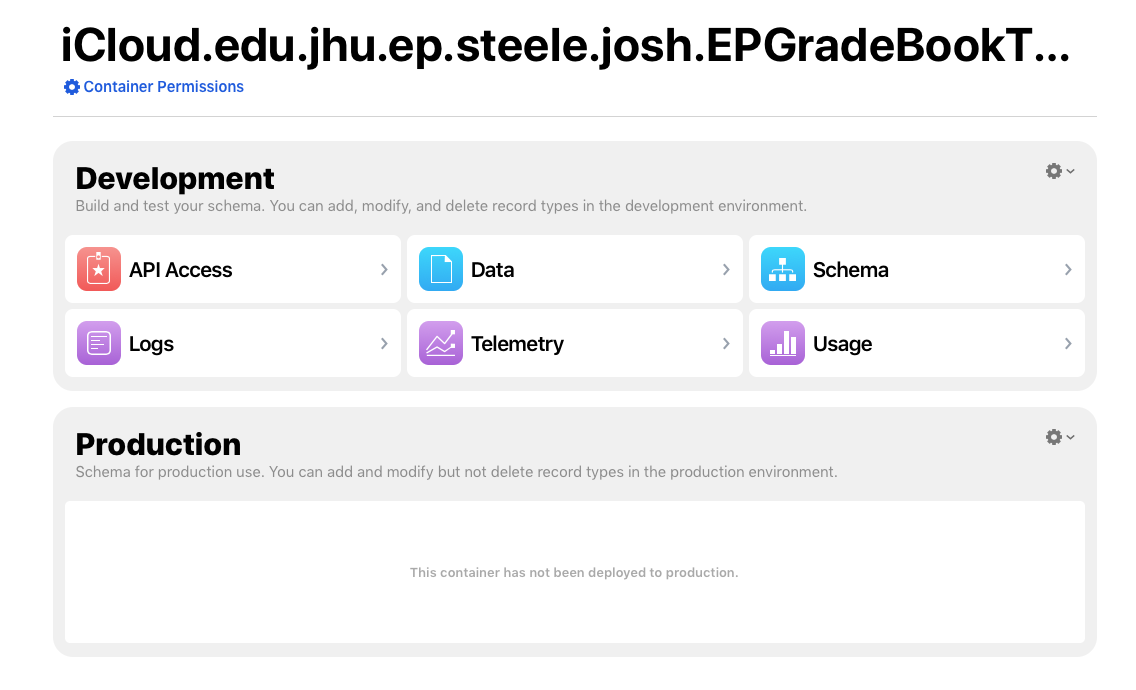 iCloud.edu.jhu.ep.steele.josh.EPGradeBookT...
Container Permissions
Development
Build and test your schema. You can add, modify, and delete record types in the development environment.
API Access
Data
Schema
Logs
Telemetry
Usage
Production
Schema for production use. You can add and modify but not delete record types in the production environment.
This container has not been deployed to production.